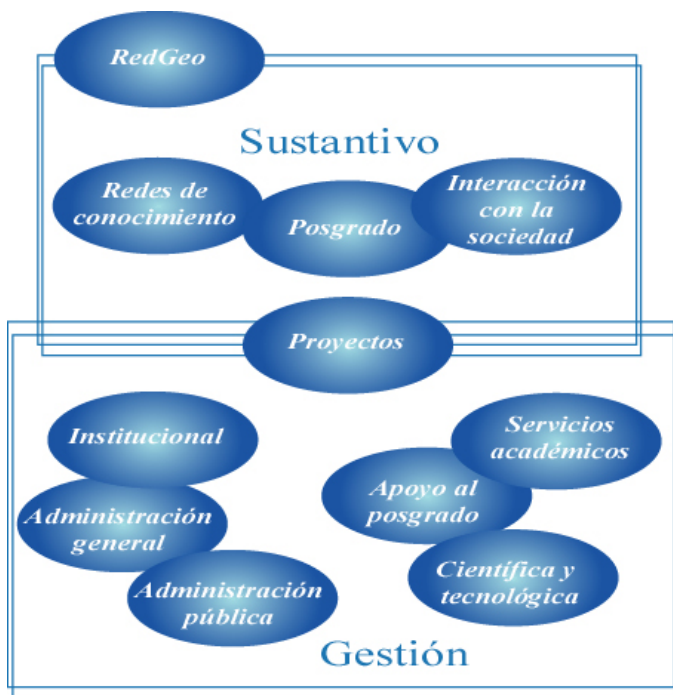 RedGeo
Sustantivo
Redes de
conocimiento
Posgrado
Interacción
con la
sociedad
Proyectos
Institucional
Administración
general
Administración
pública
Servicios
académicos
Apoyo al
posgrado
Científica y
tecnológica
Gestión